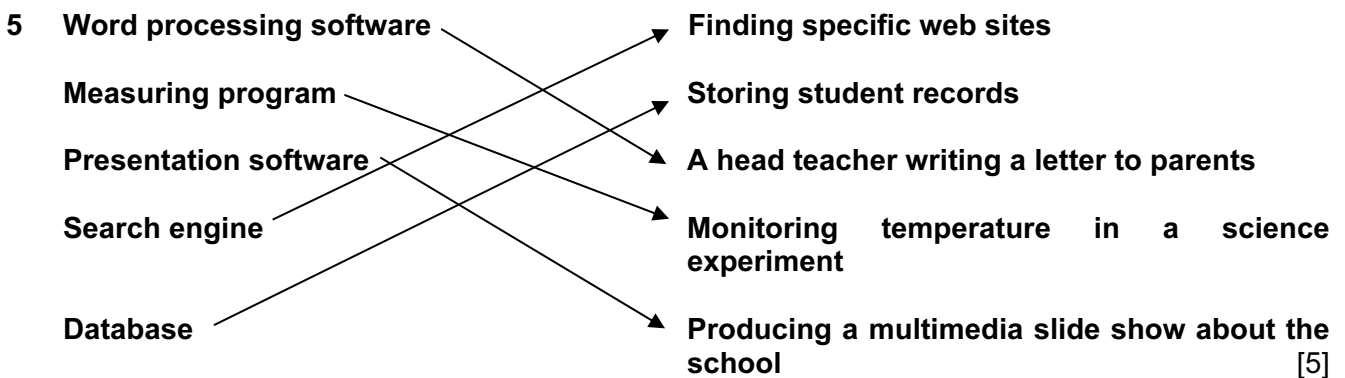 5 Word processing software Finding specific web sites
Measuring program Storing student records
Presentation software A head teacher writing a letter to parents
Search engine Monitoring temperature in a science
experiment
Database Producing a multimedia slide show about the
school [5]